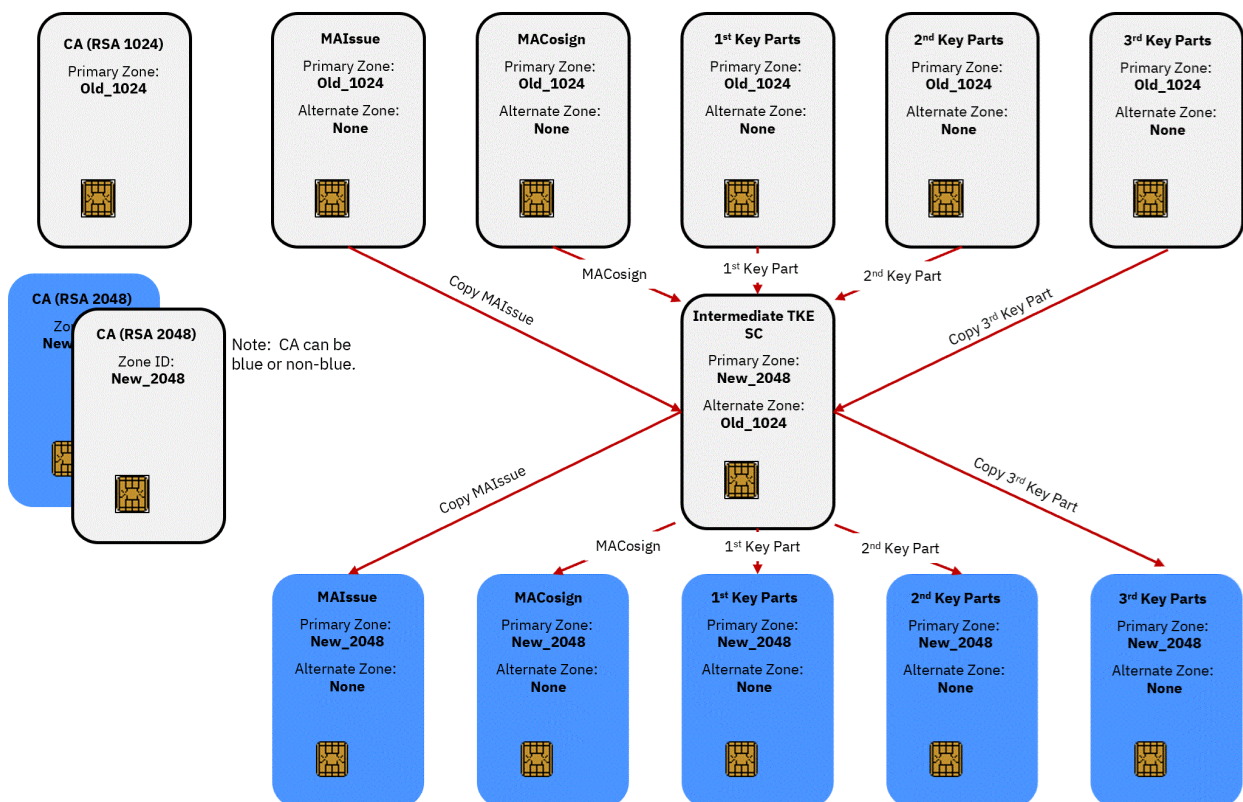 CA (RSA 1024)
Primary Zone:
Old_1024
MAIssue
Primary Zone:
Old_1024
Alternate Zone:
None
MACosign
Primary Zone:
Old_1024
Alternate Zone:
None
1st Key Parts
Primary Zone:
Old_1024
Alternate Zone:
None
2nd Key Parts
Primary Zone:
Old_1024
Alternate Zone:
None
3rd Key Parts
Primary Zone:
Old_1024
Alternate Zone:
None
Copy MAIssue
MACosign
1st Key Part
2nd Key Part
Copy 3rd Key Part
CA (RSA 2048)
Zo
New
CA (RSA 2048)
Zone ID:
New_2048
Note: CA can be
blue or non-blue.
Intermediate TKE
SC
Primary Zone:
New_2048
Alternate Zone:
Old_1024
Copy MAIssue
MACosign
1st Key Part
2nd Key Part
Copy 3rd Key Part
MAIssue
Primary Zone:
New_2048
Alternate Zone:
None
MACosign
Primary Zone:
New_2048
Alternate Zone:
None
1st Key Parts
Primary Zone:
New_2048
Alternate Zone:
None
2nd Key Parts
Primary Zone:
New_2048
Alternate Zone:
None
3rd Key Parts
Primary Zone:
New_2048
Alternate Zone:
None